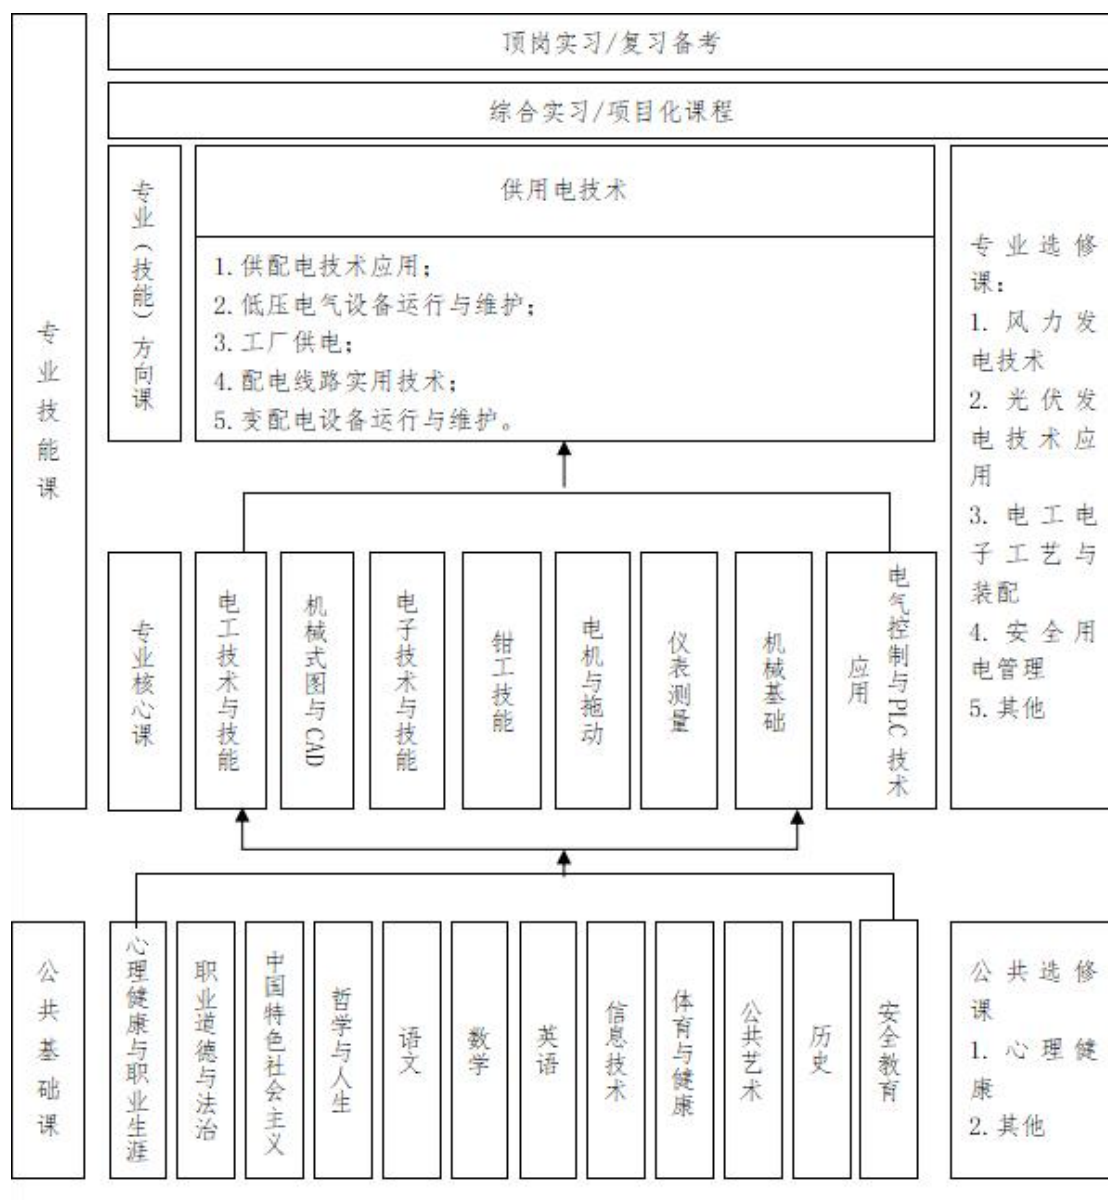 顶岗实习/复习备考
综合实习/项目化课程
专业技能课
专业（技能）方向课
供用电技术
1.供配电技术应用；
2.低压电气设备运行与维护；
3.工厂供电；
4.配电线路实用技术；
5.变配电设备运行与维护。
专业选修
课：
1.风力发
电技术
2.光伏发
电技术应
用
3.电工电
子工艺与
装配
4.安全用
电管理
5.其他
专业核心课
电工技术与技能
机械式图与CAD
电子技术与技能
钳工技能
电机与拖动
仪表测量
机械基础
电气控制与PLC 技术
应用
公共基础课
心理健康与职业生涯
职业道德与法治
中国特色社会主义
哲学与人生
语文
数学
英语
信息技术
体育与健康
公共艺术
历史
安全教育
公共选修
课
1.心理健
康
2.其他